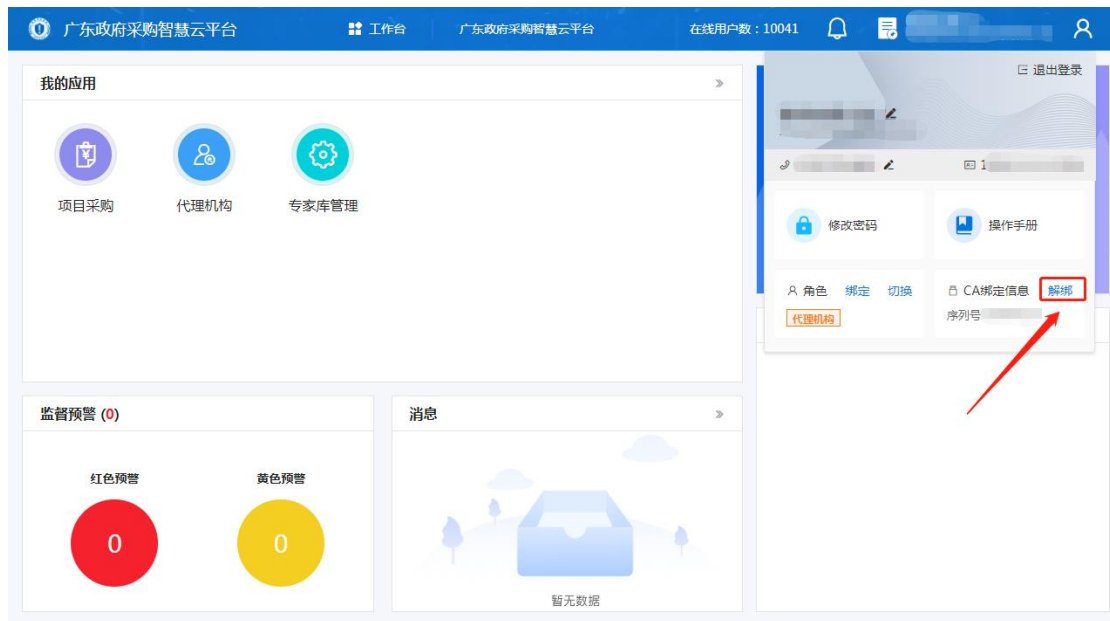 广东政府采购智慧云平台 工作台 广东政府采购智慧云平台 在线用户数：10041
我的应用
项目采购 代理机构 专家库管理
退出登录
1
修改密码 操作手册
角色 绑定 切换
代理机构
CA绑定信息 解绑
序列号
监督预警 (0)
红色预警 黄色预警
0 0
消息
暂无数据